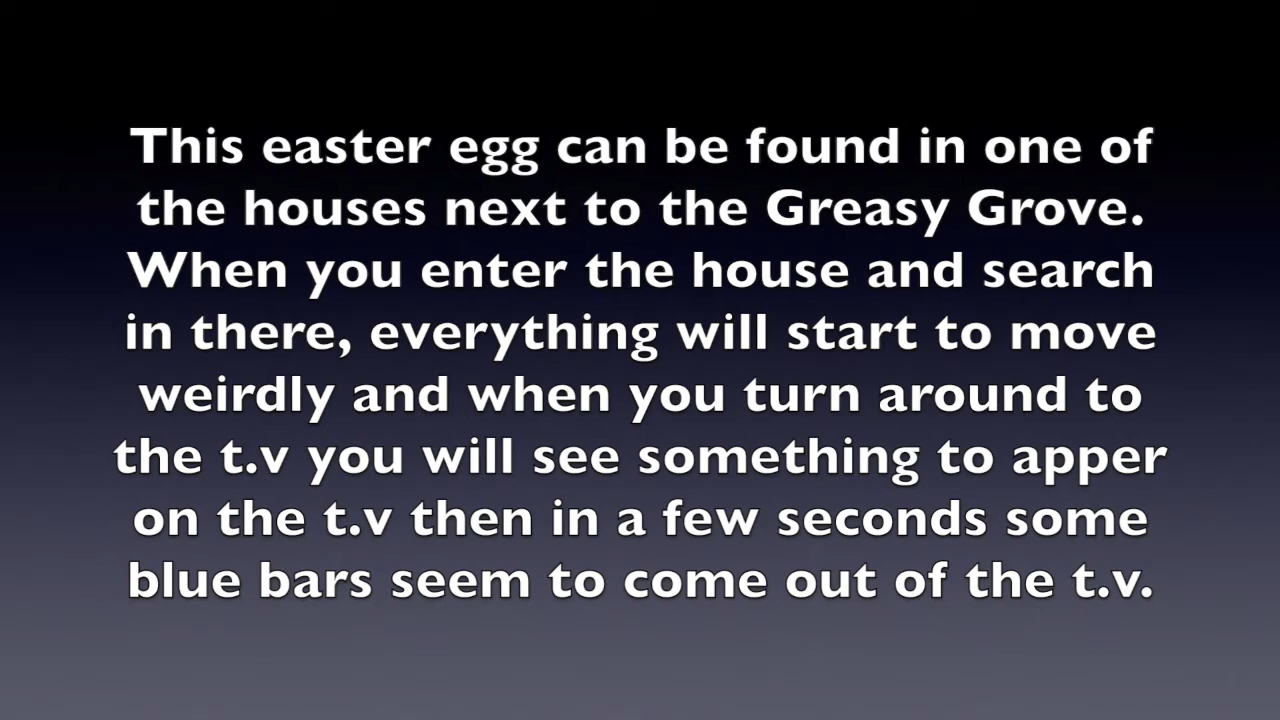 This easter egg can be found in one of
the houses next to the Greasy Grove.
When you enter the house and search
in there, everything will start to move
weirdly and when you turn around to
the t.v you will see something to apper
on the t.v then in a few seconds some
blue bars seem to come out of the t.v.